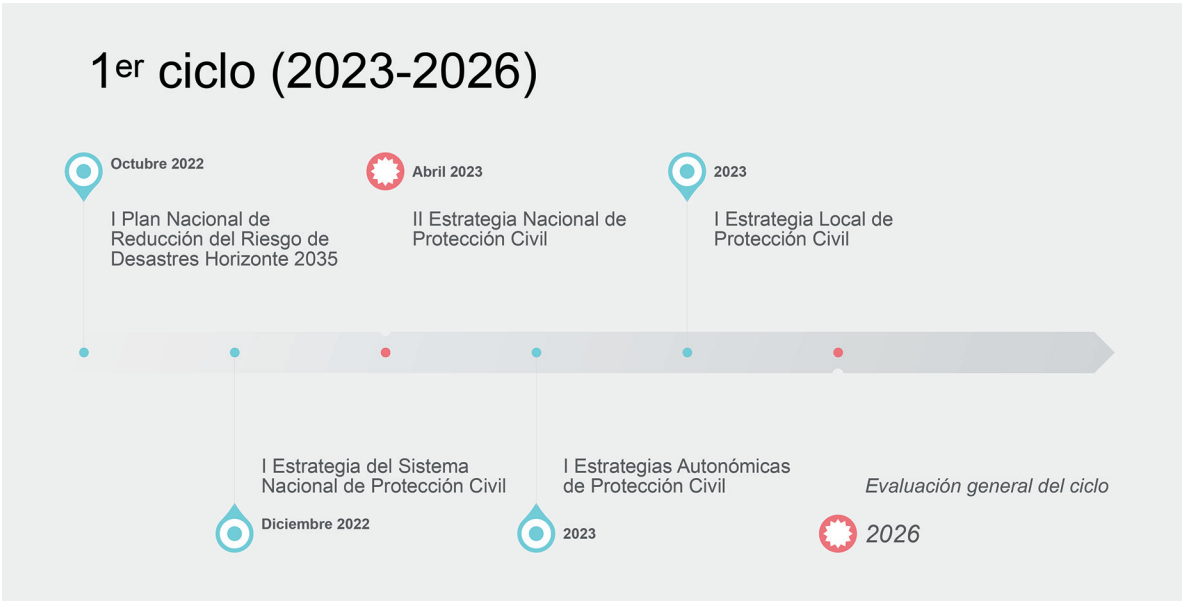 1er ciclo (2023-2026)
Octubre 2022
I Plan Nacional de
Reducción del Riesgo de
Desastres Horizonte 2035
Abril 2023
II Estrategia Nacional de
Protección Civil
2023
I Estrategia Local de
Protección Civil
I Estrategia del Sistema
Nacional de Protección Civil
Diciembre 2022
I Estrategias Autonómicas
de Protección Civil
2023
Evaluación general del ciclo
2026